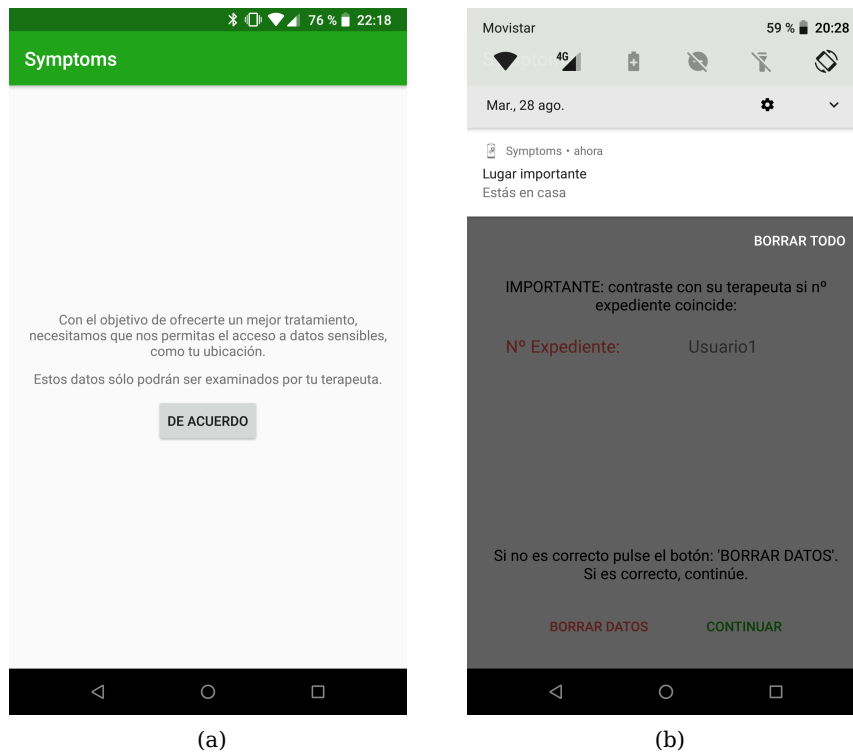 76 % 22:18
Symptoms
Con el objetivo de ofrecerte un mejor tratamiento,
necesitamos que nos permitas el acceso a datos sensibles,
como tu ubicación.
Estos datos sólo podrán ser examinados por tu terapeuta.
DE ACUERDO
(a)
Movistar 59 % 20:28
Symptoms
4G
Mar., 28 ago.
Symptoms • ahora
Lugar importante
Estás en casa
BORRAR TODO
IMPORTANTE: contraste con su terapeuta si nº
expediente coincide:
Nº Expediente: Usuario1
Si no es correcto pulse el botón: 'BORRAR DATOS'.
Si es correcto, continúe.
BORRAR DATOS CONTINUAR
(b)